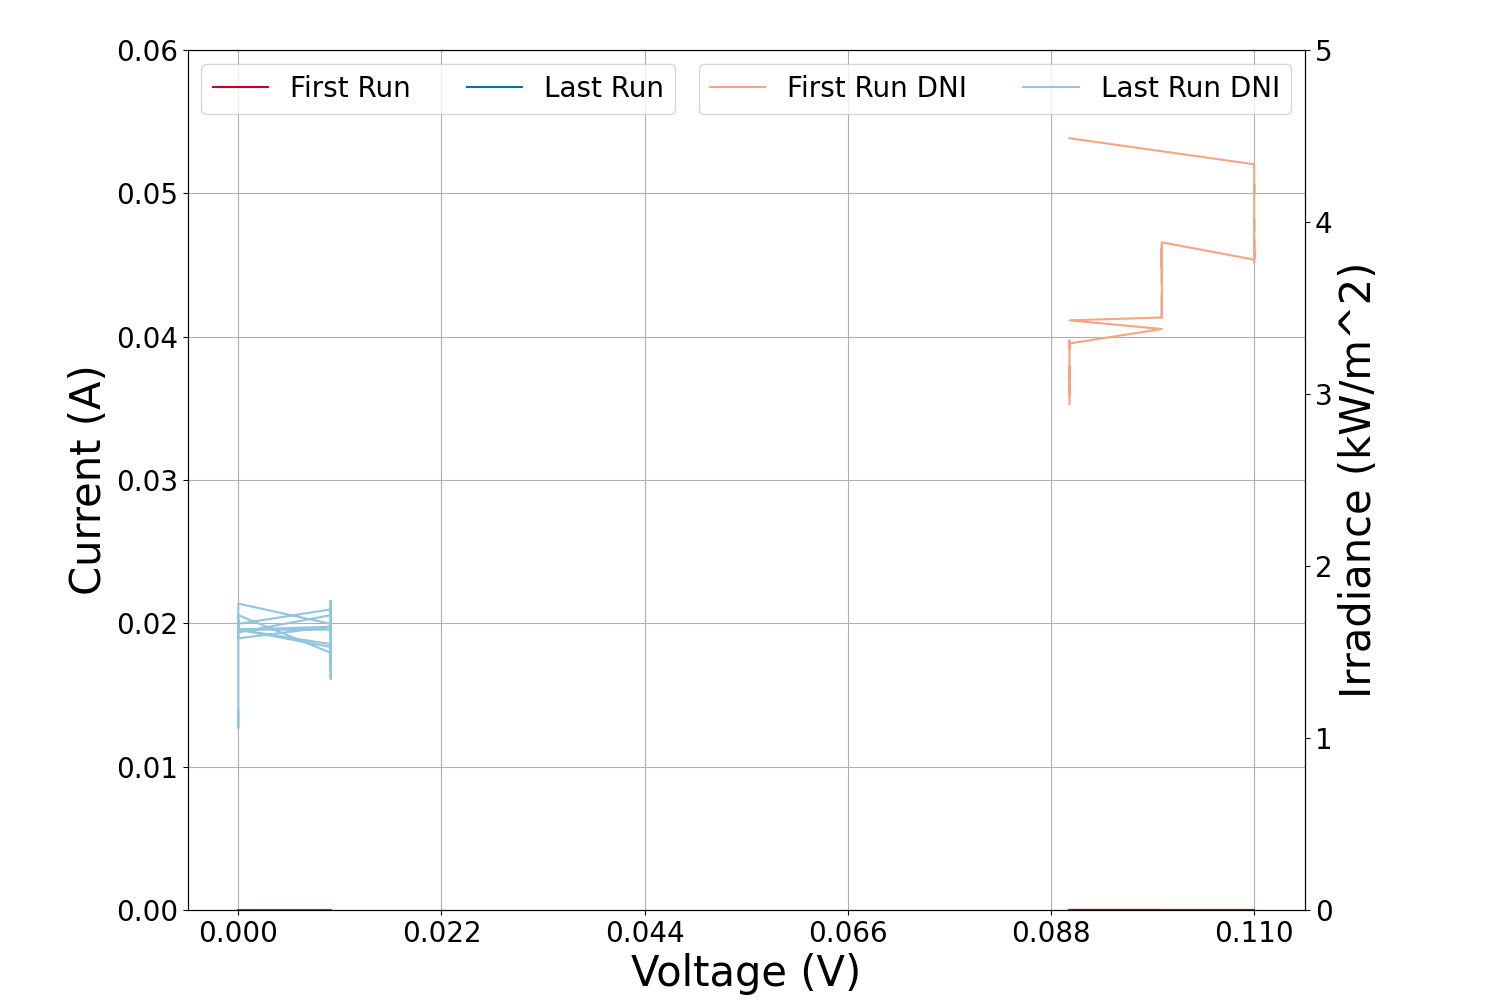 First Run
Last Run
First Run DNI
Last Run DNI
0.06
0.05
0.04
0.03
0.02
0.01
0.00
Current (A)
5
4
3
2
1
0
Irradiance (kW/m^2)
0.000 0.022 0.044 0.066 0.088 0.110
Voltage (V)